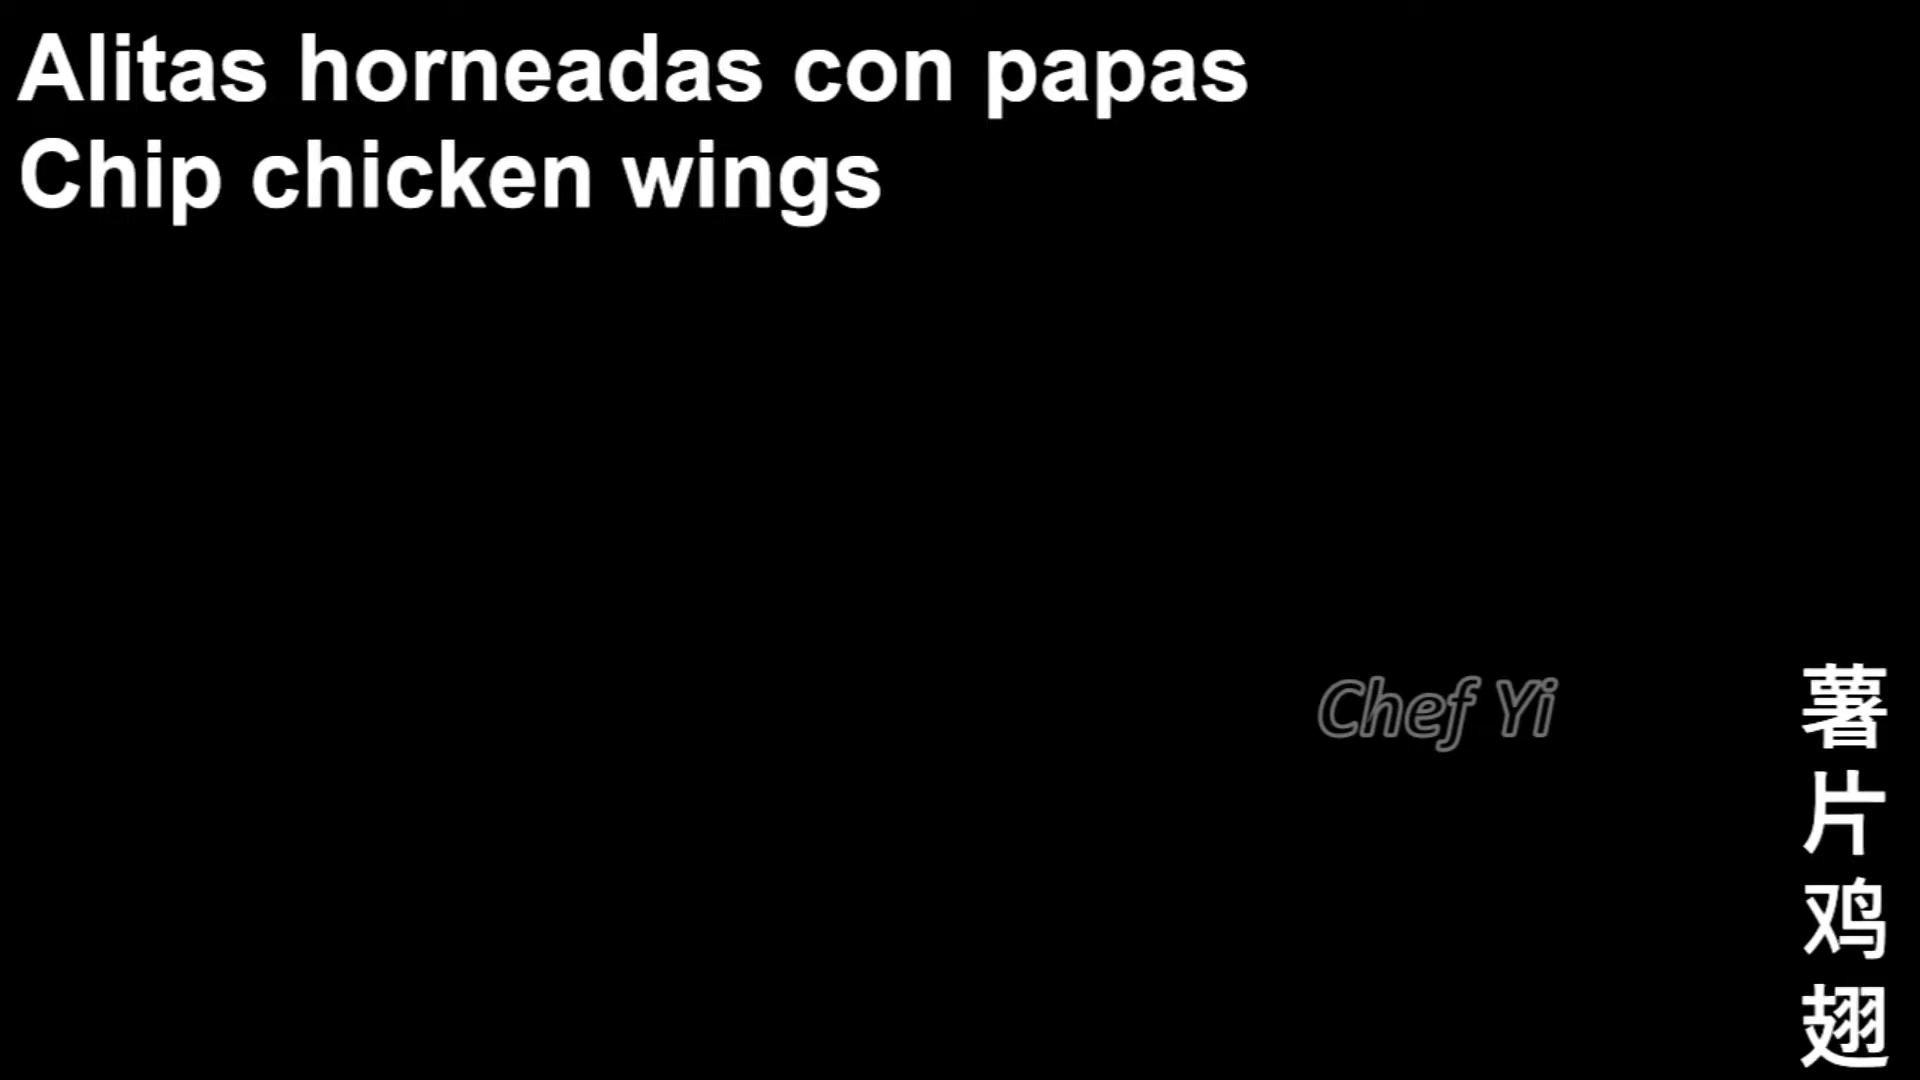 Alitas horneadas con papas
Chip chicken wings
Chef Yi
薯片鸡翅